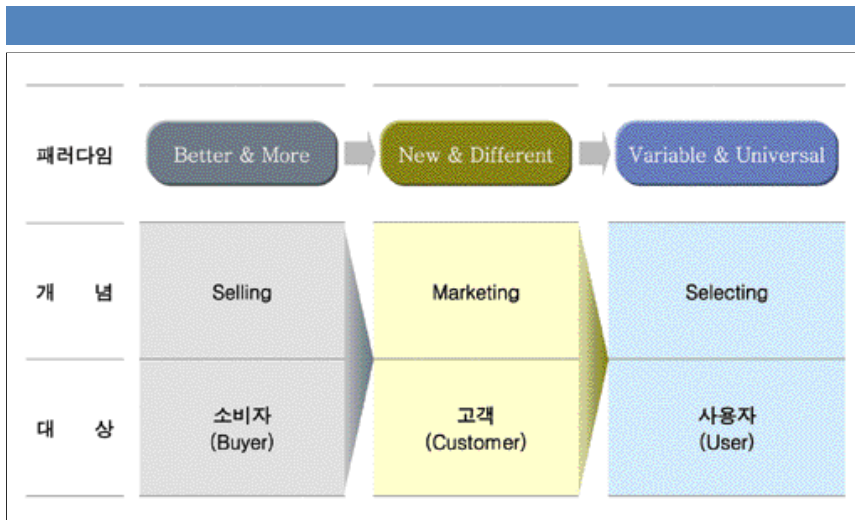 패러다임 Better & More New & Different Variable & Universal
개 념 Selling Marketing Selecting
대 상 소비자 고객 사용자
(Buyer) (Customer) (User)